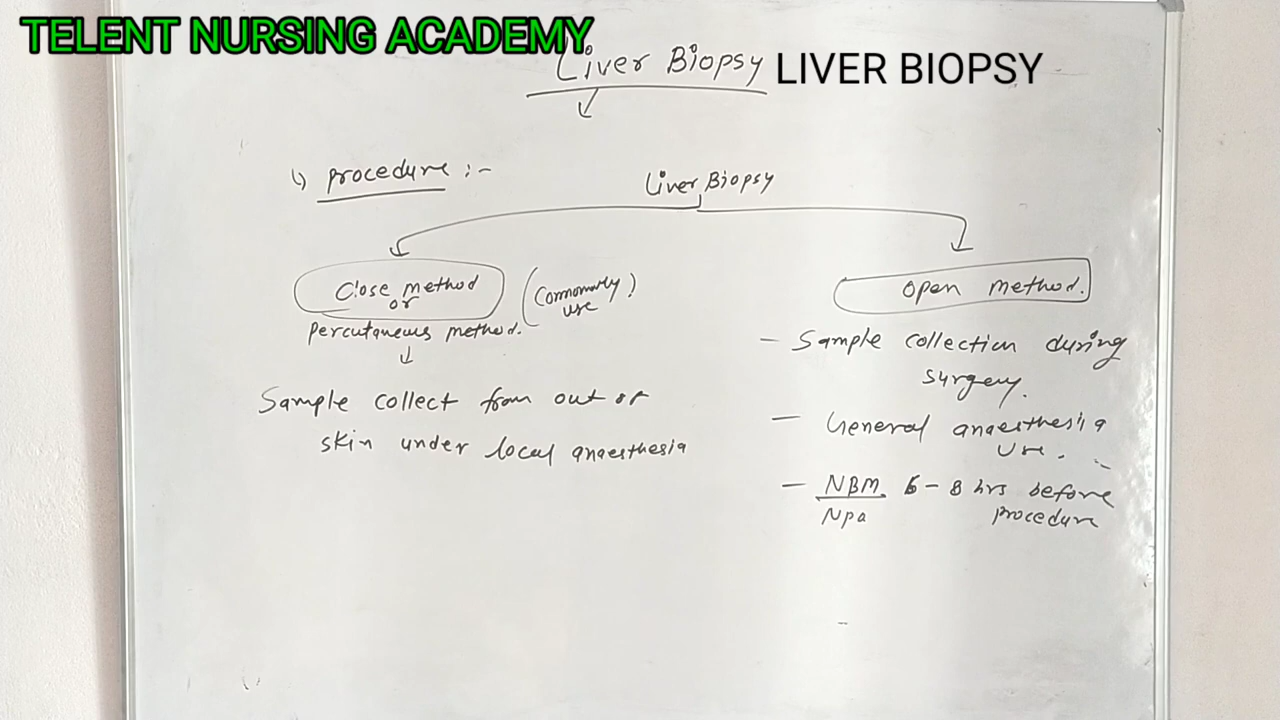 TELENT NURSING ACADEMY
Liver Biopsy LIVER BIOPSY
1) procedure :-
Liver Biopsy
Close method
or
percutaneous method.
(Commonly
use)
Sample collect from out of
skin under local anaesthesia
open method.
- Sample collection during
surgery.
- General anaesthesia
use.
- NBM 6-8 hrs before
Npo procedure